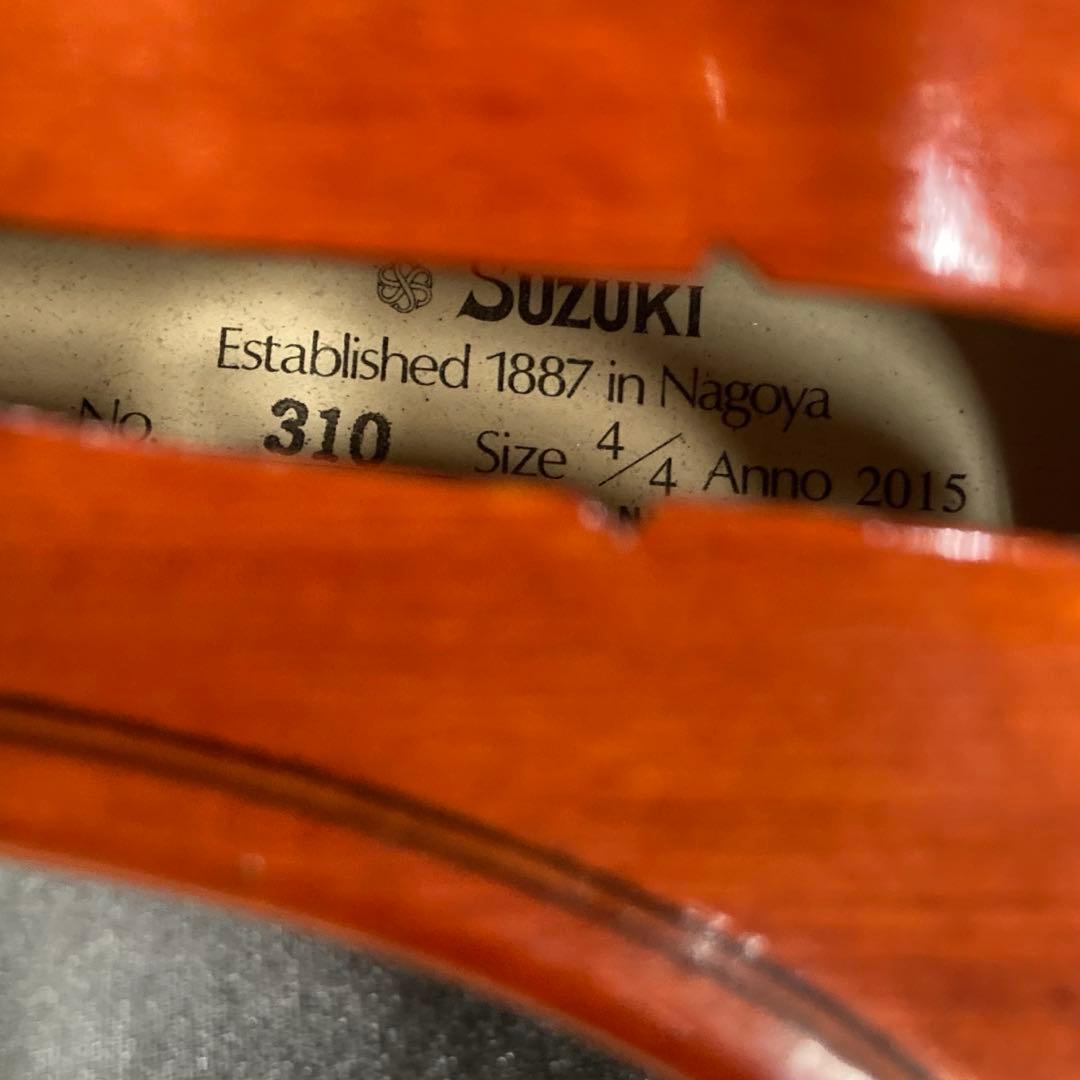 SUZUKI
Established 1887 in Nagoya
No. 310 Size 4/4 Anno 2015